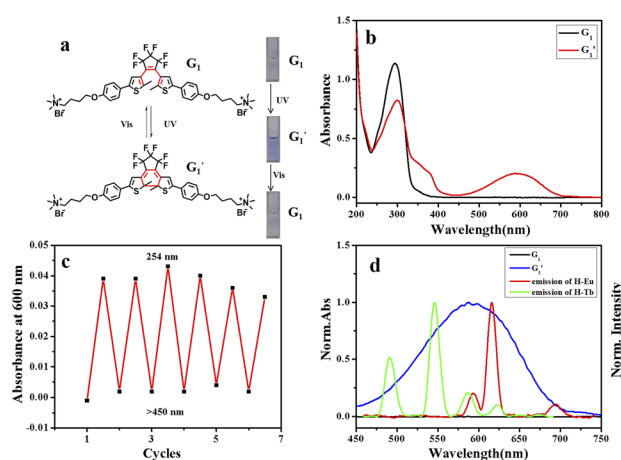 a
F F F F F F
G₁
S S
O O
N⁺ Br⁻
N⁺ Br⁻
Vis UV
G₁'
F F F F F F
S S
O O
N⁺ Br⁻
N⁺ Br⁻
G₁
UV
G₁'
Vis
G₁
b
G₁
G₁'
Absorbance
1.5
1.0
0.5
0.0
200 300 400 500 600 700 800
Wavelength(nm)
c
254 nm
>450 nm
Absorbance at 600 nm
0.05
0.04
0.03
0.02
0.01
0.00
-0.01
1 3 5 7
Cycles
d
G₁
G₁'
emission of H-Eu
emission of H-Tb
Norm.Abs
Norm. Intensity
1.5
1.0
0.5
0.0
450 500 550 600 650 700 750
Wavelength(nm)